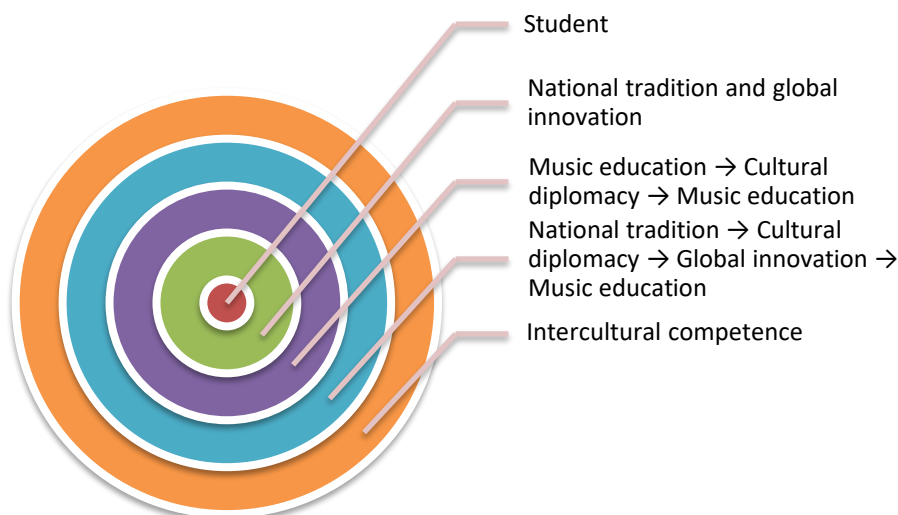 Student
National tradition and global
innovation
Music education → Cultural
diplomacy → Music education
National tradition → Cultural
diplomacy → Global innovation →
Music education
Intercultural competence